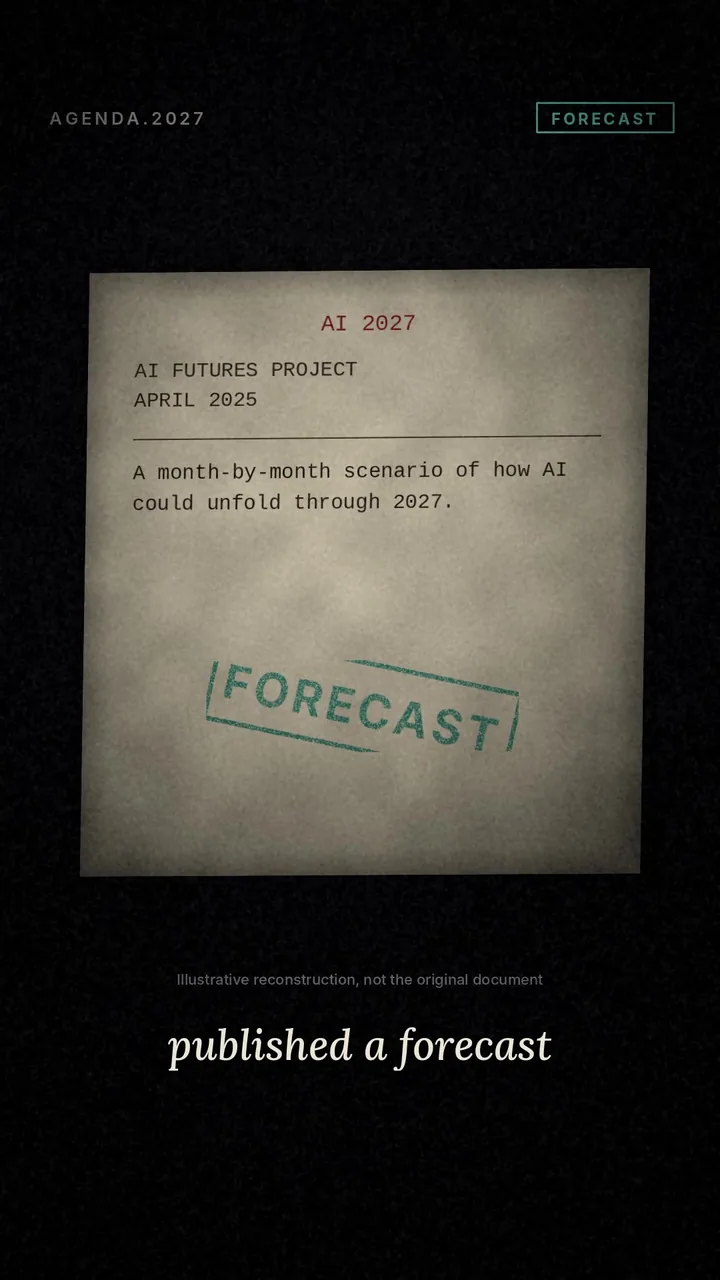 AGENDA.2027
FORECAST
AI 2027
AI FUTURES PROJECT
APRIL 2025
A month-by-month scenario of how AI
could unfold through 2027.
FORECAST
Illustrative reconstruction, not the original document
published a forecast